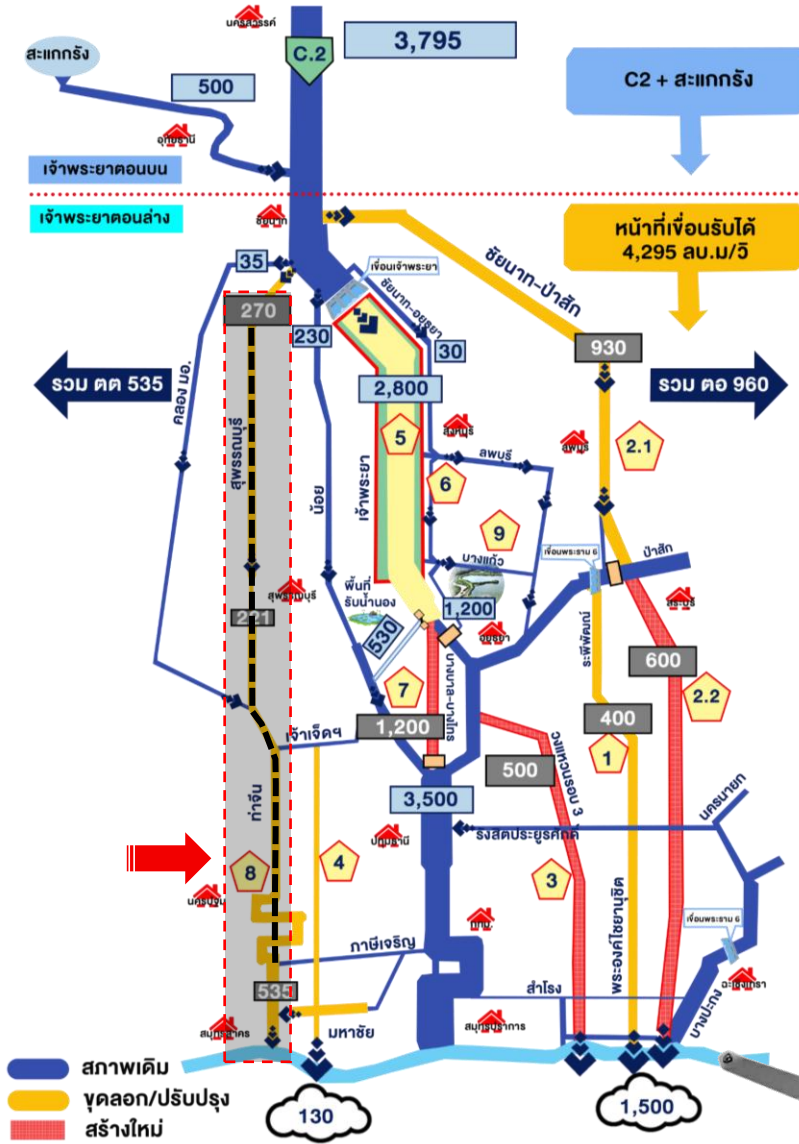 นครสวรรค์
C.2
3,795
สะแกกรัง
500
C2 + สะแกกรัง
อุทัยธานี
เจ้าพระยาตอนบน
เจ้าพระยาตอนล่าง
ชัยนาท
หน้าที่เขื่อนรับได้
4,295 ลบ.ม/วิ
35
เขื่อนเจ้าพระยา
ชัยนาท-ป่าสัก
ชัยนาท-อยุธยา
270
230
30
930
รวม ตต 535
รวม ตอ 960
คลอง มอ.
2,800
สุพรรณบุรี
5
สิงห์บุรี
ลพบุรี
2.1
เจ้าพระยา
ลพบุรี
6
น้อย
9
บางแก้ว
เขื่อนพระราม 6
ป่าสัก
สุพรรณบุรี
พื้นที่
รับน้ำนอง
1,200
สระบุรี
221
530
อยุธยา
ระพีพัฒน์
600
7
บางบาล-บางไทร
2.2
เจ้าเจ็ดฯ
1,200
400
วงแหวนรอบ 3
1
500
ท่าจีน
3,500
นครนายก
ปทุมธานี
รังสิตประยูรศักดิ์
4
8
3
นครปฐม
พระองค์ไชยานุชิต
กทม.
เขื่อนพระราม 6
ภาษีเจริญ
ฉะเชิงเทรา
535
สำโรง
บางปะกง
สมุทรสาคร
มหาชัย
สมุทรปราการ
สภาพเดิม
ขุดลอก/ปรับปรุง
สร้างใหม่
130
1,500